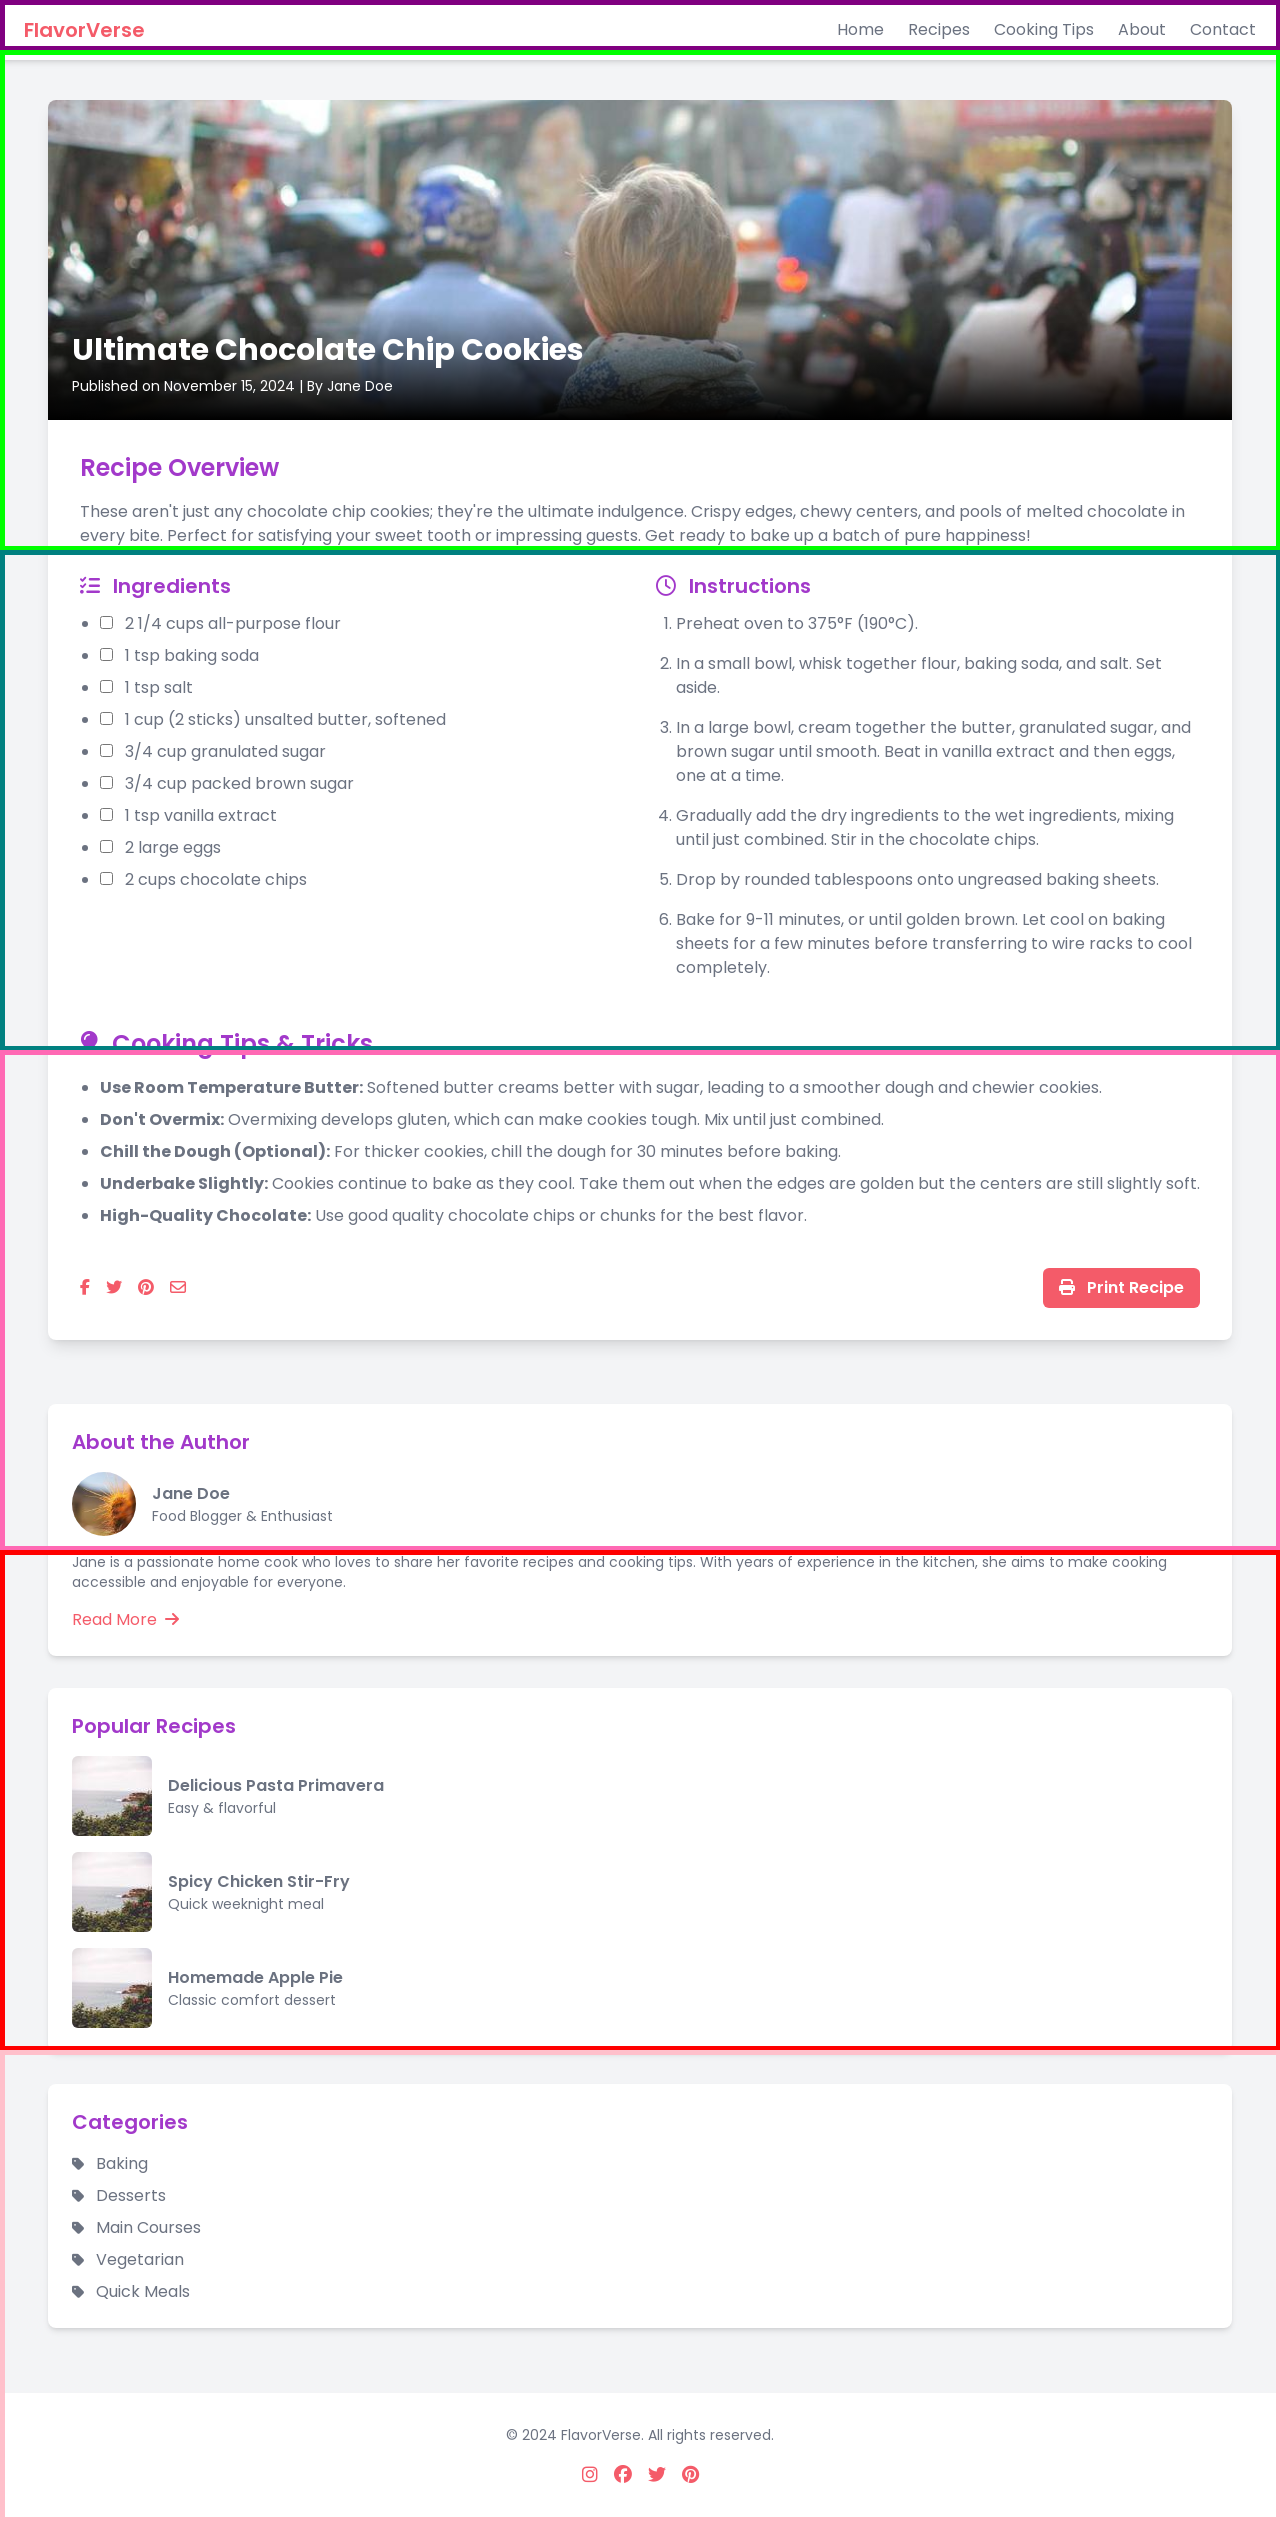 FlavorVerse
Home Recipes Cooking Tips About Contact
Ultimate Chocolate Chip Cookies
Published on November 15, 2024 | By Jane Doe
Recipe Overview
These aren't just any chocolate chip cookies; they're the ultimate indulgence. Crispy edges, chewy centers, and pools of melted chocolate in
every bite. Perfect for satisfying your sweet tooth or impressing guests. Get ready to bake up a batch of pure happiness!
Ingredients
2 1/4 cups all-purpose flour
1 tsp baking soda
1 tsp salt
1 cup (2 sticks) unsalted butter, softened
3/4 cup granulated sugar
3/4 cup packed brown sugar
1 tsp vanilla extract
2 large eggs
2 cups chocolate chips
Instructions
1. Preheat oven to 375°F (190°C).
2. In a small bowl, whisk together flour, baking soda, and salt. Set
aside.
3. In a large bowl, cream together the butter, granulated sugar, and
brown sugar until smooth. Beat in vanilla extract and then eggs,
one at a time.
4. Gradually add the dry ingredients to the wet ingredients, mixing
until just combined. Stir in the chocolate chips.
5. Drop by rounded tablespoons onto ungreased baking sheets.
6. Bake for 9-11 minutes, or until golden brown. Let cool on baking
sheets for a few minutes before transferring to wire racks to cool
completely.
Cooking Tips & Tricks
Use Room Temperature Butter: Softened butter creams better with sugar, leading to a smoother dough and chewier cookies.
Don't Overmix: Overmixing develops gluten, which can make cookies tough. Mix until just combined.
Chill the Dough (Optional): For thicker cookies, chill the dough for 30 minutes before baking.
Underbake Slightly: Cookies continue to bake as they cool. Take them out when the edges are golden but the centers are still slightly soft.
High-Quality Chocolate: Use good quality chocolate chips or chunks for the best flavor.
Print Recipe
About the Author
Jane Doe
Food Blogger & Enthusiast
Jane is a passionate home cook who loves to share her favorite recipes and cooking tips. With years of experience in the kitchen, she aims to make cooking
accessible and enjoyable for everyone.
Read More
Popular Recipes
Delicious Pasta Primavera
Easy & flavorful
Spicy Chicken Stir-Fry
Quick weeknight meal
Homemade Apple Pie
Classic comfort dessert
Categories
Baking
Desserts
Main Courses
Vegetarian
Quick Meals
© 2024 FlavorVerse. All rights reserved.